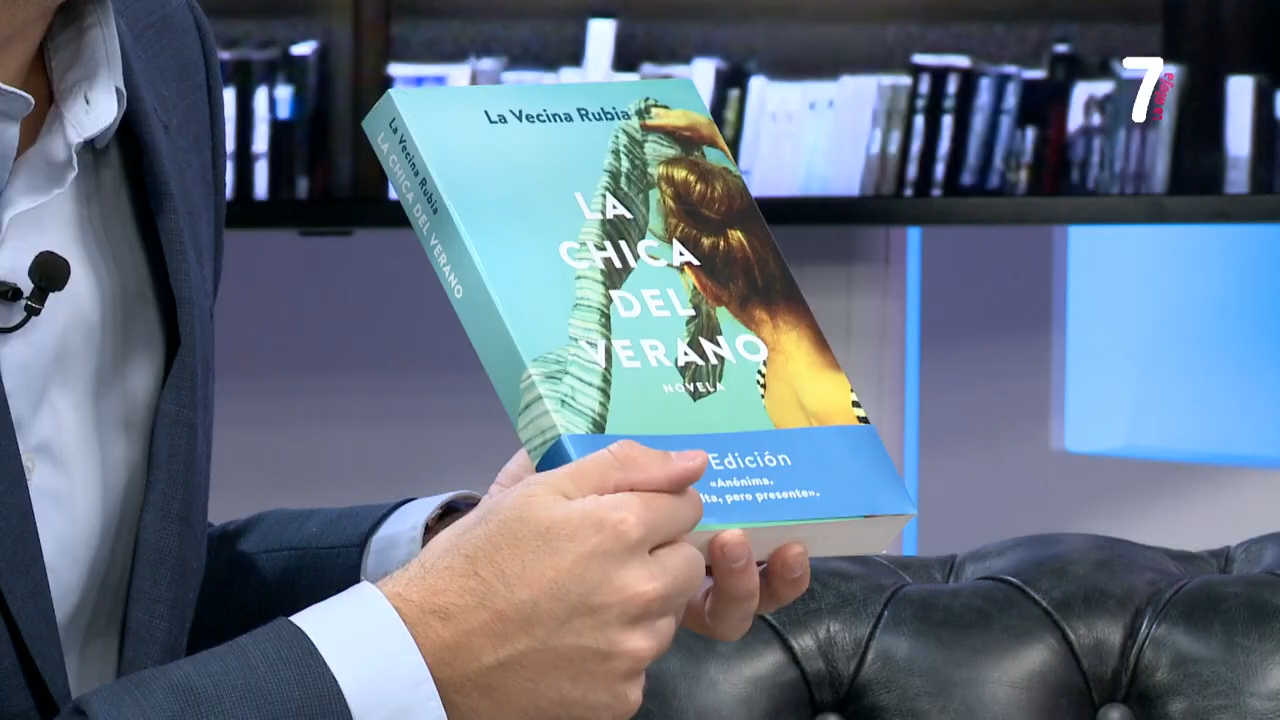 La Vecina Rubia
LA
CHICA
DEL
VERANO
NOVELA
Edición
«Anónima.
pero presente».
La Vecina Rubia
LA CHICA DEL VERANO
7